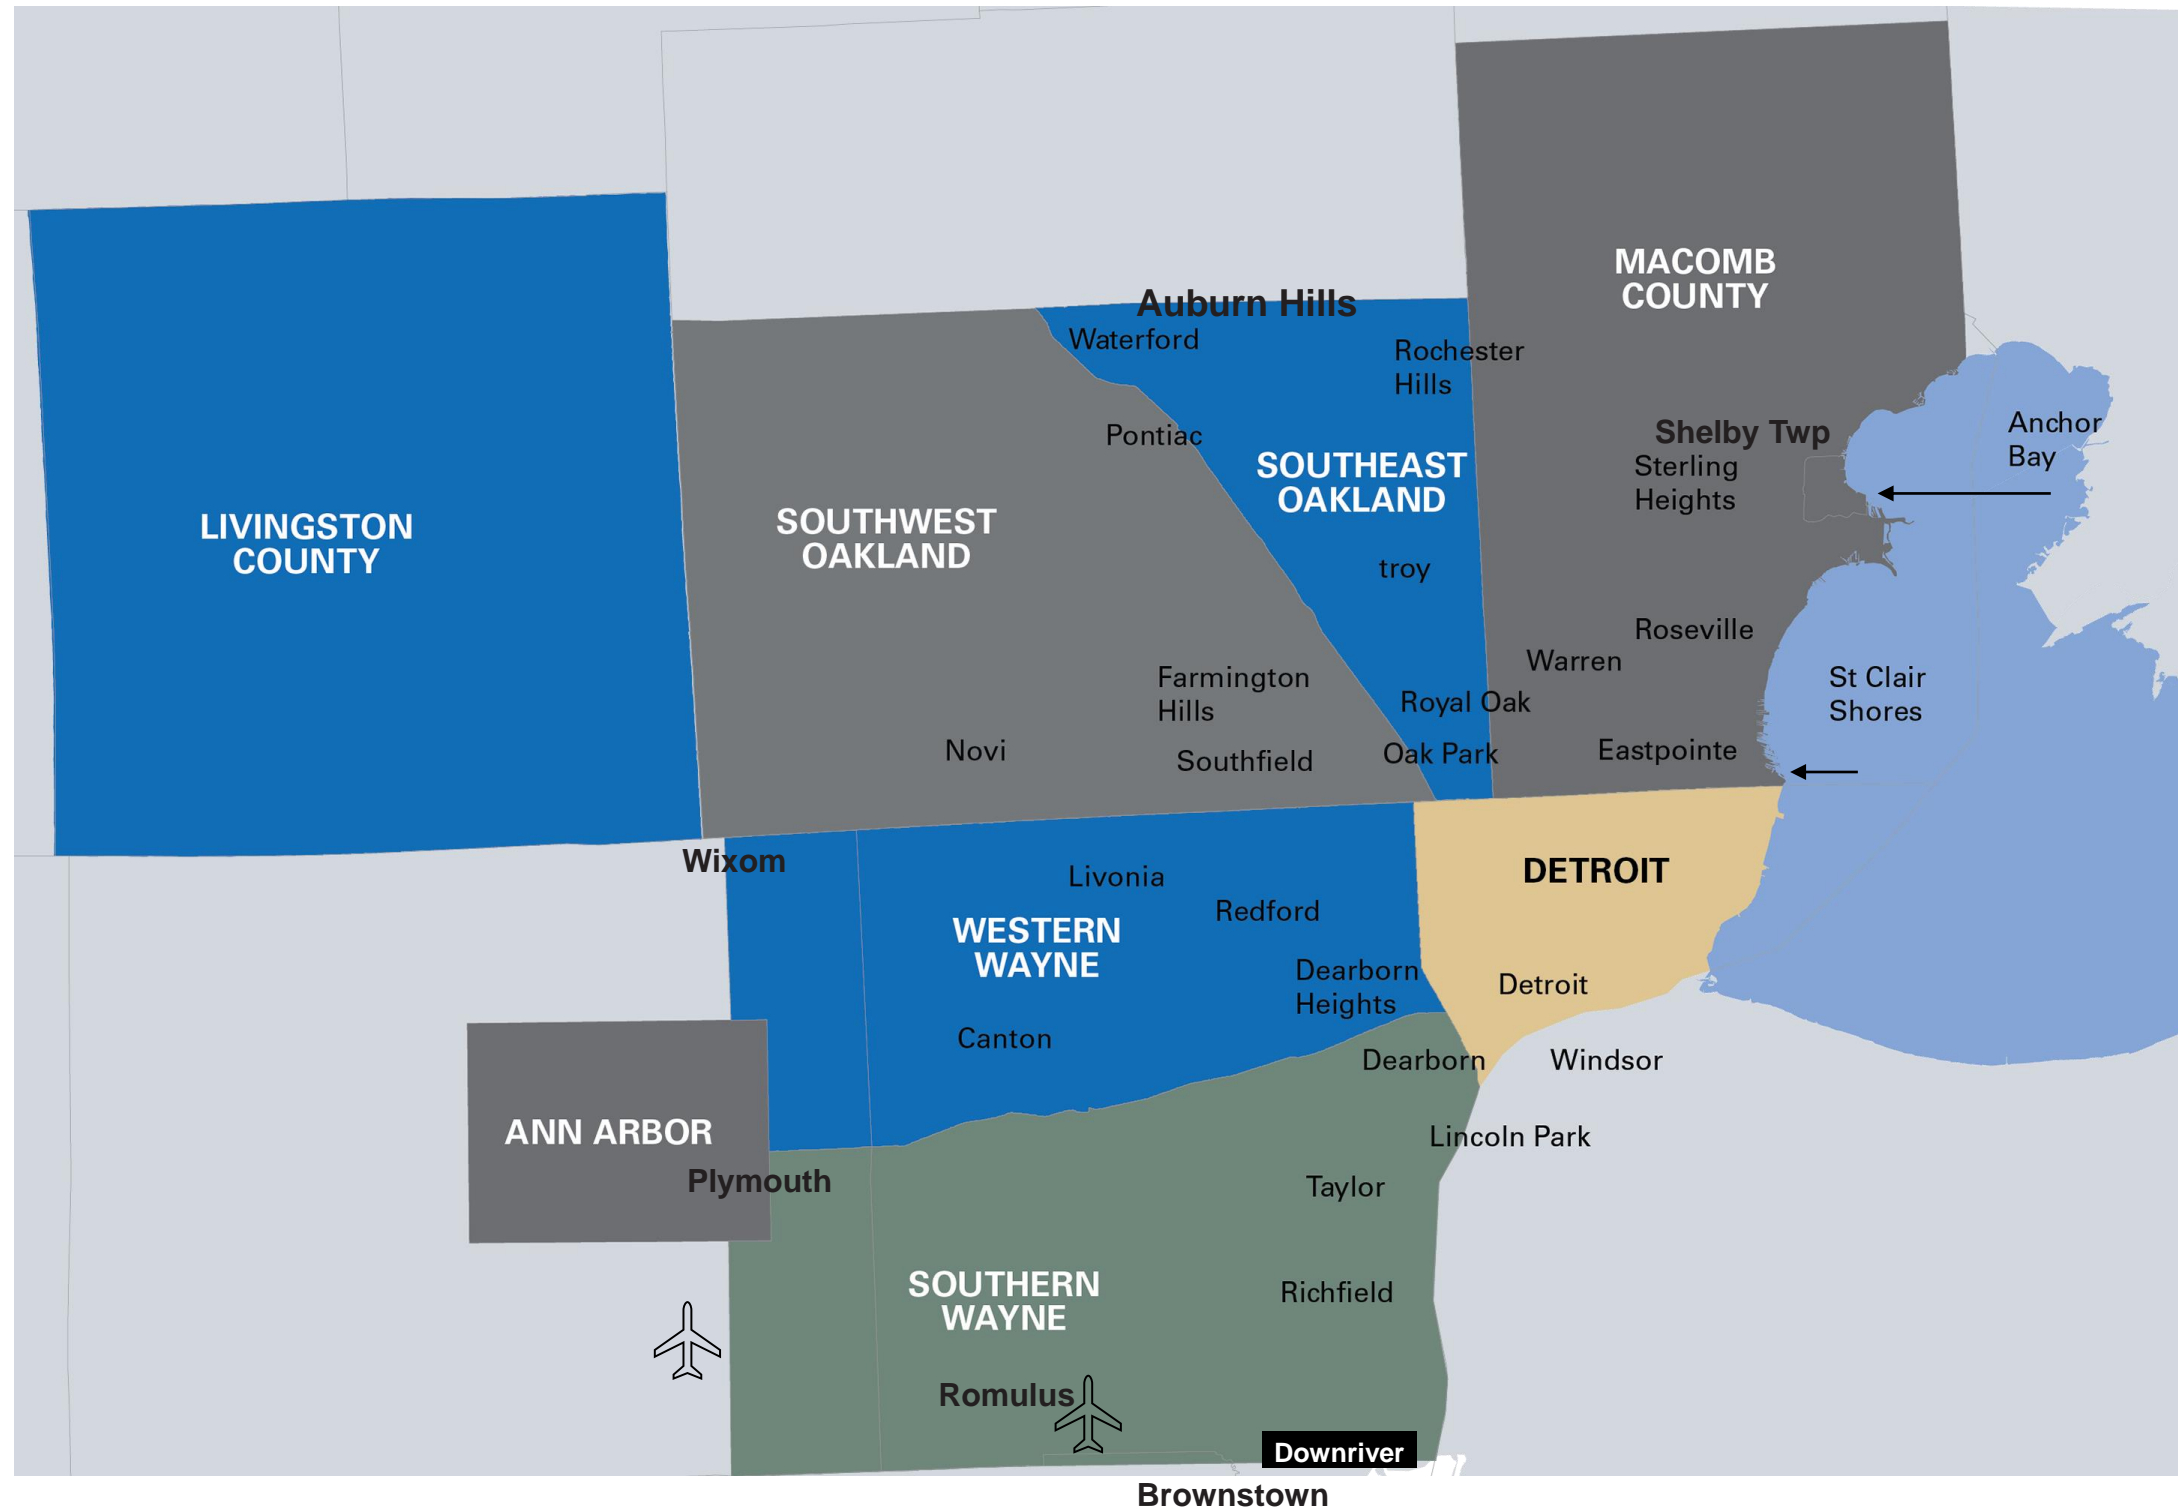 MACOMB
COUNTY
Auburn Hills
Waterford
Rochester
Hills
Anchor
Bay
Shelby Twp
Sterling
Heights
Pontiac
SOUTHEAST
OAKLAND
LIVINGSTON
COUNTY
SOUTHWEST
OAKLAND
troy
Roseville
Warren
Farmington
Hills
St Clair
Shores
Royal Oak
Novi
Southfield
Oak Park
Eastpointe
Wixom
Livonia
DETROIT
Redford
WESTERN
WAYNE
Dearborn
Heights
Detroit
Canton
Dearborn
Windsor
ANN ARBOR
Lincoln Park
Plymouth
Taylor
SOUTHERN
WAYNE
Richfield
Romulus
Downriver
Brownstown